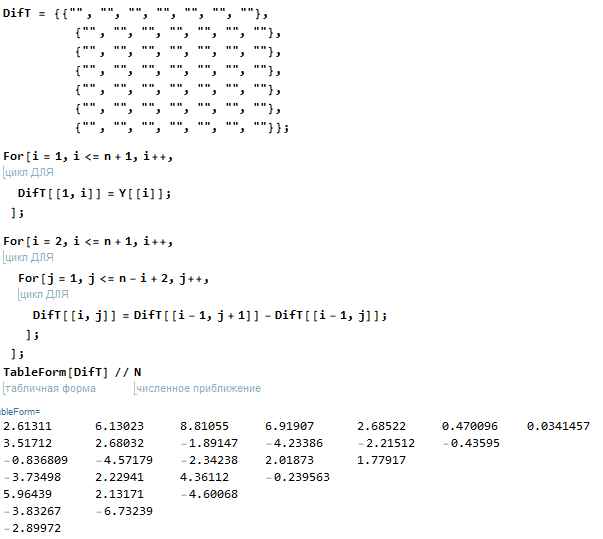 DifT = {{"", "", "", "", "", "", ""},
{"", "", "", "", "", "", ""},
{"", "", "", "", "", "", ""},
{"", "", "", "", "", "", ""},
{"", "", "", "", "", "", ""},
{"", "", "", "", "", "", ""},
{"", "", "", "", "", "", ""}};
For[i = 1, i <= n + 1, i++,
цикл ДЛЯ
DifT[[1, i]] = Y[[i]];
];
For[i = 2, i <= n + 1, i++,
цикл ДЛЯ
For[j = 1, j <= n - i + 2, j++,
цикл ДЛЯ
DifT[[i, j]] = DifT[[i - 1, j + 1]] - DifT[[i - 1, j]];
];
];
TableForm[DifT] // N
табличная форма численное приближение
bleForm=
2.61311 6.13023 8.81055 6.91907 2.68522 0.470096 0.0341457
3.51712 2.68032 -1.89147 -4.23386 -2.21512 -0.43595
-0.836809 -4.57179 -2.34238 2.01873 1.77917
-3.73498 2.22941 4.36112 -0.239563
5.96439 2.13171 -4.60068
-3.83267 -6.73239
-2.89972